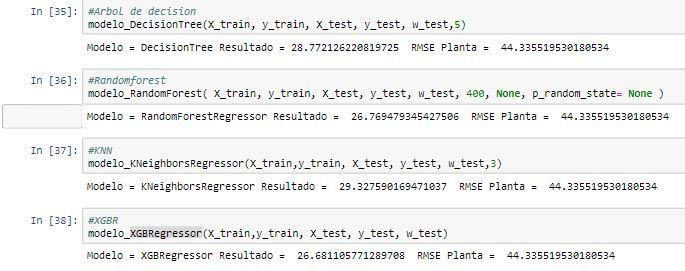 In [35]: #Arbol de decision
modelo_DecisionTree(X_train, y_train, X_test, y_test, w_test,5)
Modelo = DecisionTree Resultado = 28.772126220819725  RMSE Planta =  44.335519530180534
In [36]: #Randomforest
modelo_RandomForest( X_train, y_train, X_test, y_test, w_test, 400, None, p_random_state= None )
Modelo = RandomForestRegressor Resultado =  26.769479345427506  RMSE Planta =  44.335519530180534
In [37]: #KNN
modelo_KNeighborsRegressor(X_train,y_train, X_test, y_test, w_test,3)
Modelo = KNeighborsRegressor Resultado =  29.327590169471037  RMSE Planta =  44.335519530180534
In [38]: #XGBR
modelo_XGBRegressor(X_train,y_train, X_test, y_test, w_test)
Modelo = XGBRegressor Resultado =  26.681105771289708  RMSE Planta =  44.335519530180534